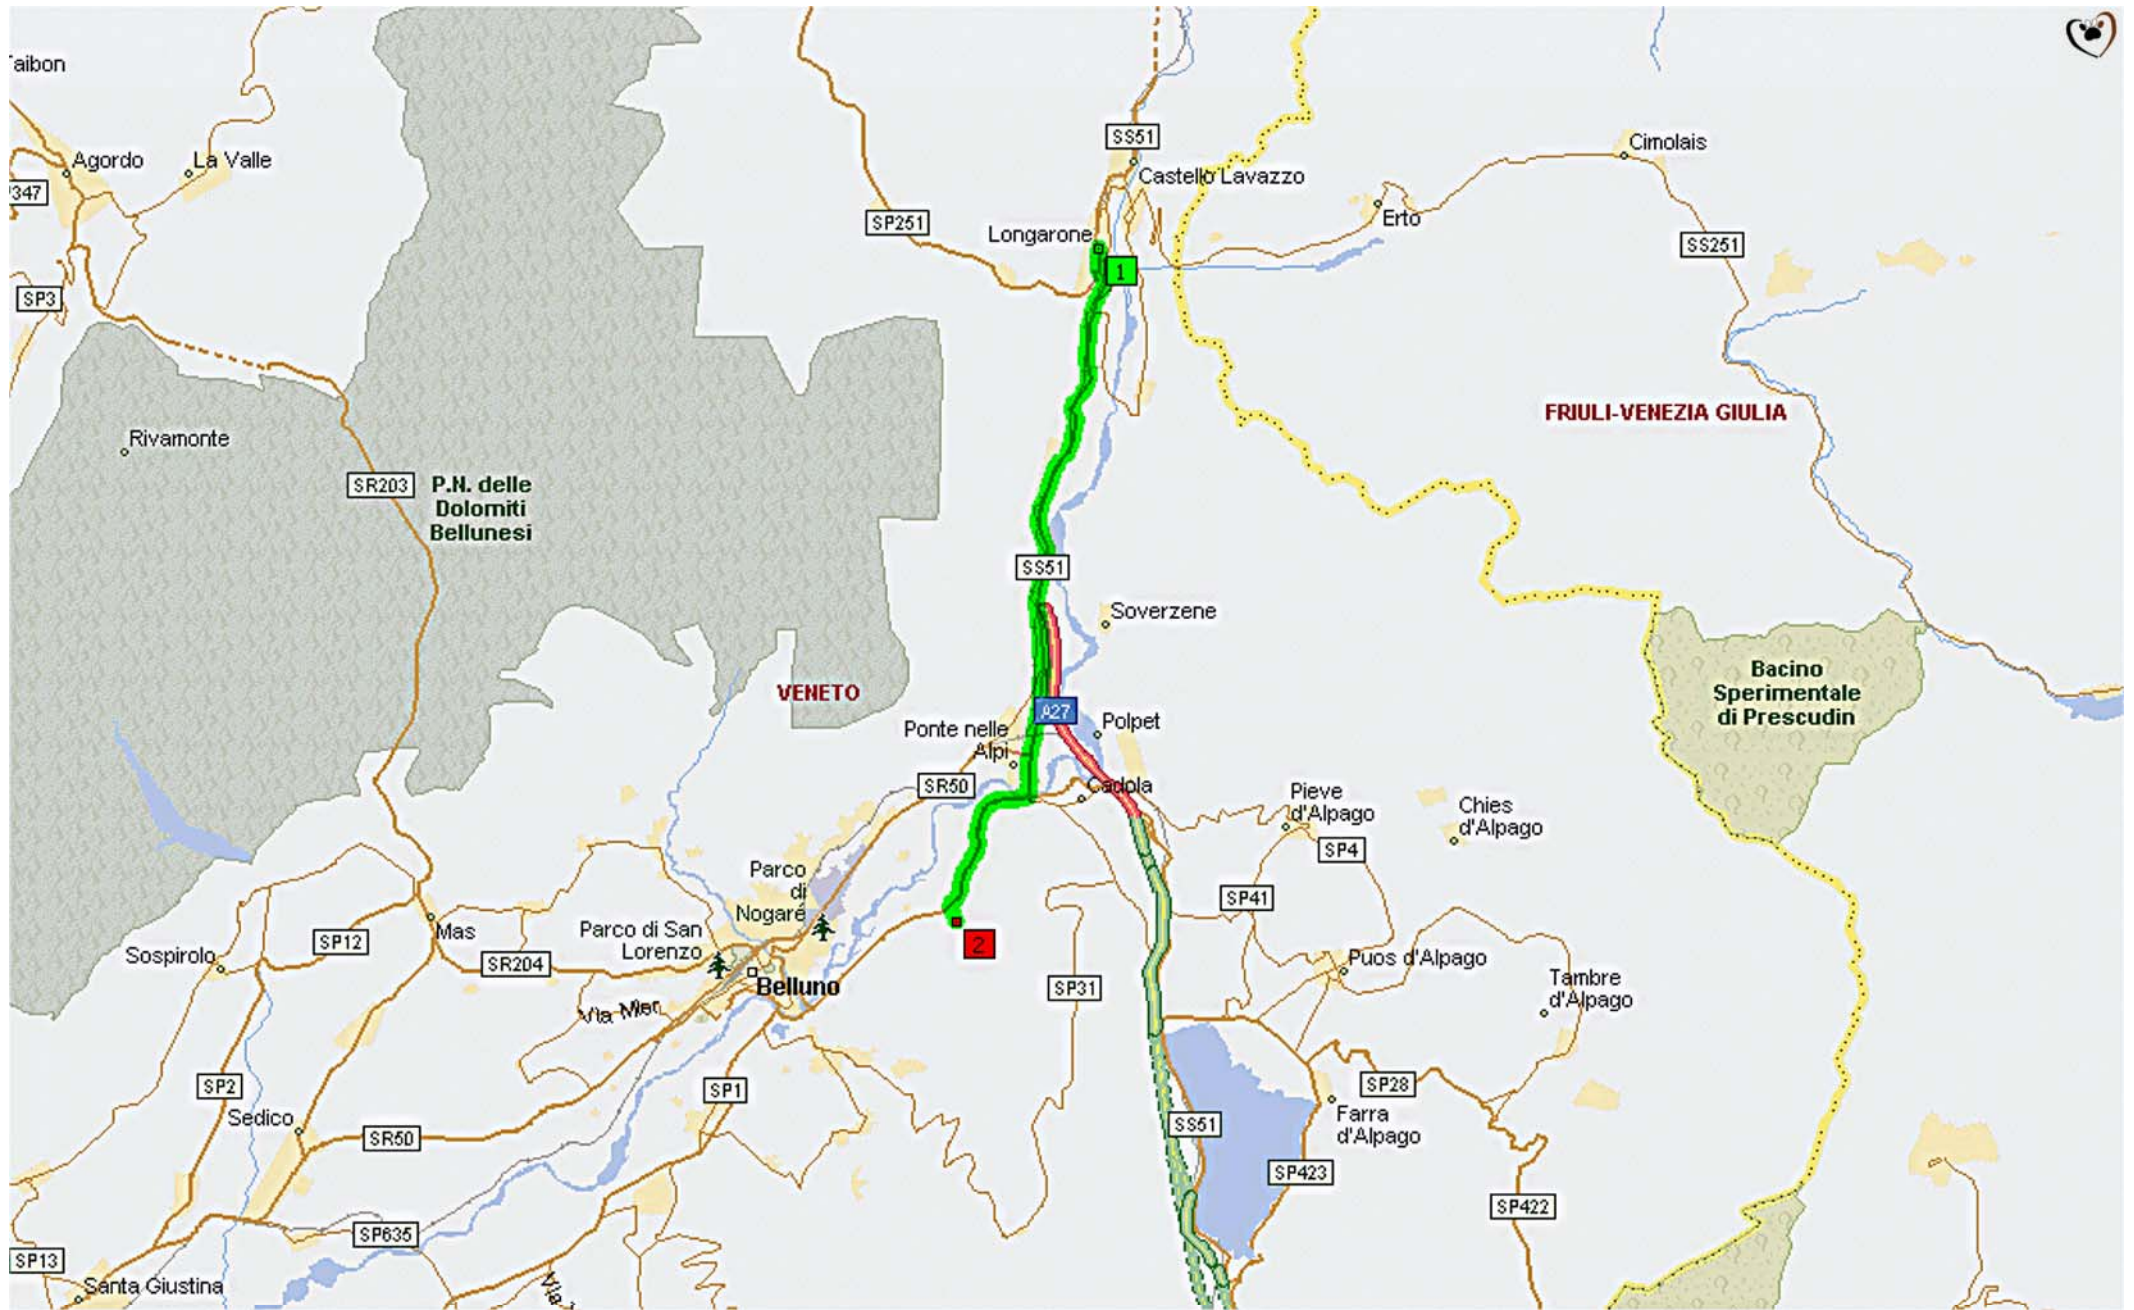 aibon
SS51
Cimolais
Agordo
La Valle
Castello Lavazzo
347
SP251
Erto
Longarone
SS251
1
SP3
FRIULI-VENEZIA GIULIA
Rivamonte
SR203
P.N. delle
Dolomiti
Bellunesi
SS51
Soverzene
VENETO
Bacino
Sperimentale
di Prescudin
A27
Polpet
Ponte nelle
Alpi
SR50
Cadola
Pieve
d'Alpago
Chies
d'Alpago
SP4
Parco
di
Nogaré
SP41
Mas
Parco di San
Lorenzo
2
SP12
Sospirolo
SR204
Puos d'Alpago
Belluno
SP31
Tambre
d'Alpago
Via Mier
SP2
SP1
SP28
Sedico
SR50
SS51
Farra
d'Alpago
SP423
SP422
SP635
SP13
Santa Giustina